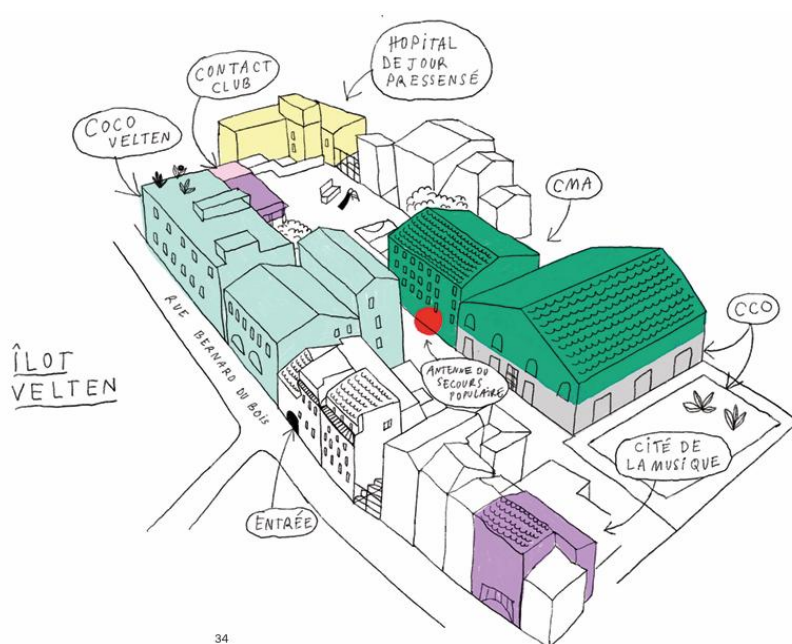 HOPITAL
DE JOUR
PRESSENSÉ
CONTACT
CLUB
COCO
VELTEN
CMA
RUE BERNARD DU BOIS
CCO
ÎLOT
VELTEN
ANTENNE DU
SECOURS
POPULAIRE
CITÉ DE
LA MUSIQUE
ENTRÉE
34